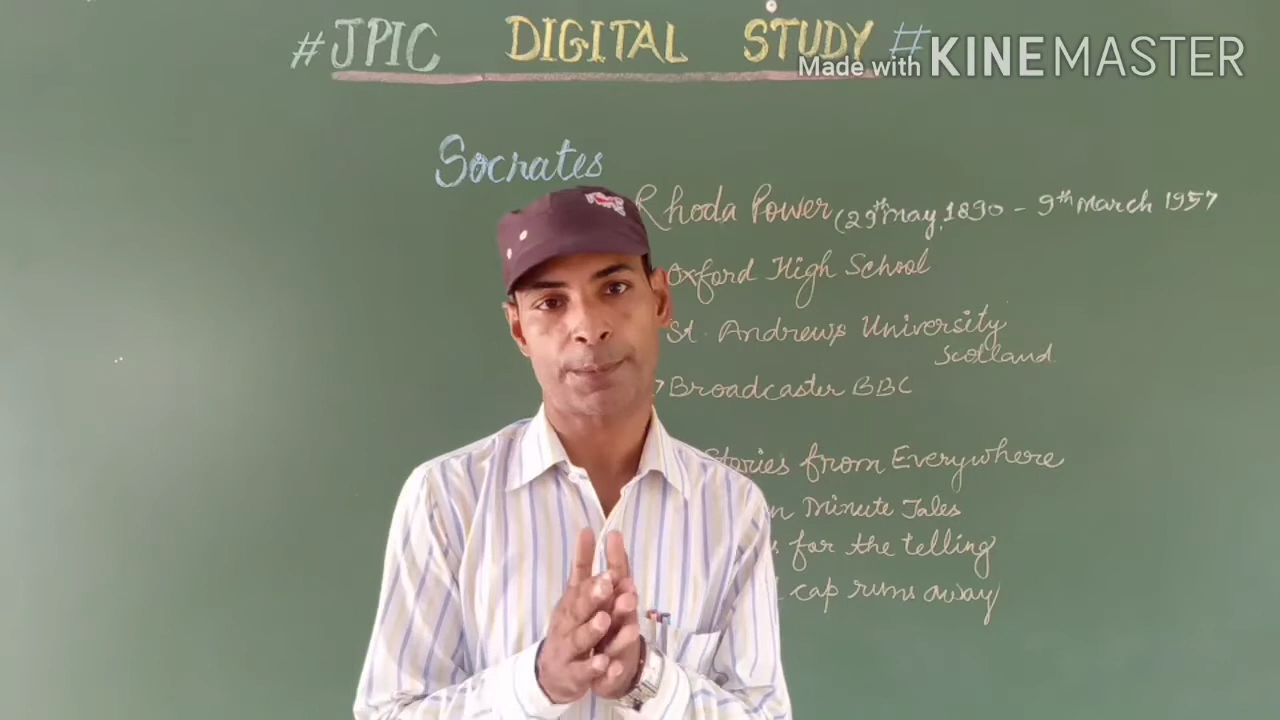 #JPIC DIGITAL STUDY #
Made with KINEMASTER
Socrates
Rhoda Power (29th May, 1890 - 9th March 1957
Oxford High School
St. Andrews University
Scotland.
Broadcaster BBC
Stories from Everywhere
Minute Tales
for the telling
cap runs away